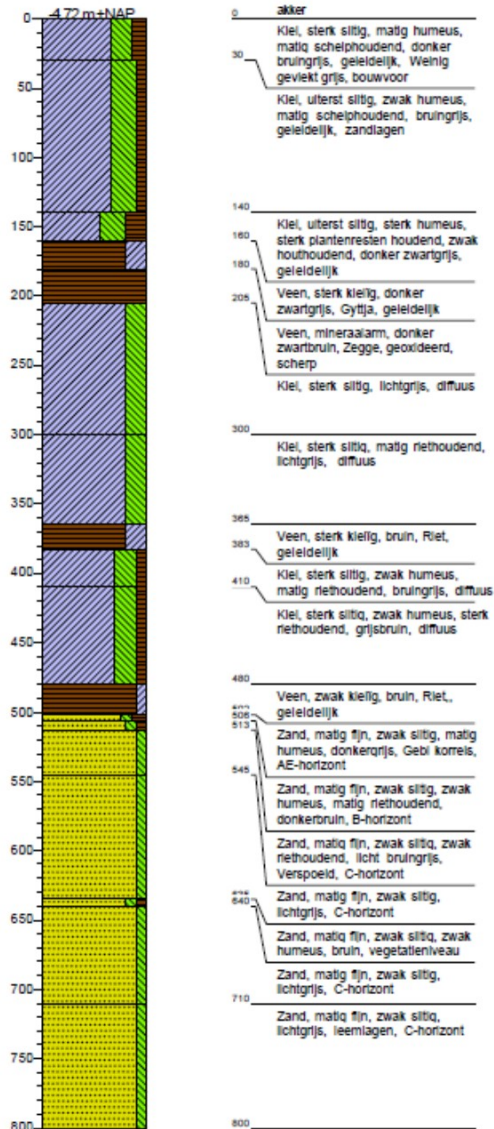 -4.72 m+NAP
0
50
100
150
200
250
300
350
400
450
500
550
600
650
700
750
800
0
akker
Klei, sterk siltig, matig humeus,
matig schelphoudend, donker
bruingrijs, geleidelijk, Weinig
gevlekt grijs, bouwvoor
30
Klei, uiterst siltig, zwak humeus,
matig schelphoudend, bruingrijs,
geleidelijk, zandlagen
140
Klei, uiterst siltig, sterk humeus,
sterk plantenresten houdend, zwak
houthoudend, donker zwartgrijs,
geleidelijk
160
Veen, sterk kleiïg, donker
zwartgrijs, Gyttja, geleidelijk
180
Veen, mineraalarm, donker
zwartbruin, Zegge, geoxideerd,
scherp
205
Klei, sterk siltig, lichtgrijs, diffuus
300
Klei, sterk siltig, matig riethoudend,
lichtgrijs, diffuus
365
Veen, sterk kleiïg, bruin, Riet,
geleidelijk
383
Klei, sterk siltig, zwak humeus,
matig riethoudend, bruingrijs, diffuus
410
Klei, sterk siltig, zwak humeus, sterk
riethoudend, grijsbruin, diffuus
480
Veen, zwak kleiïg, bruin, Riet,,
geleidelijk
Zand, matig fijn, zwak siltig, matig
humeus, donkergrijs, Gebl korrels,
AE-horizont
506
Zand, matig fijn, zwak siltig, zwak
humeus, matig riethoudend,
donkerbruin, B-horizont
513
Zand, matig fijn, zwak siltig, zwak
riethoudend, licht bruingrijs,
Verspoeld, C-horizont
545
Zand, matig fijn, zwak siltig,
lichtgrijs, C-horizont
Zand, matig fijn, zwak siltig, zwak
humeus, bruin, vegetatieniveau
640
Zand, matig fijn, zwak siltig,
lichtgrijs, C-horizont
710
Zand, matig fijn, zwak siltig,
lichtgrijs, leemlagen, C-horizont
800